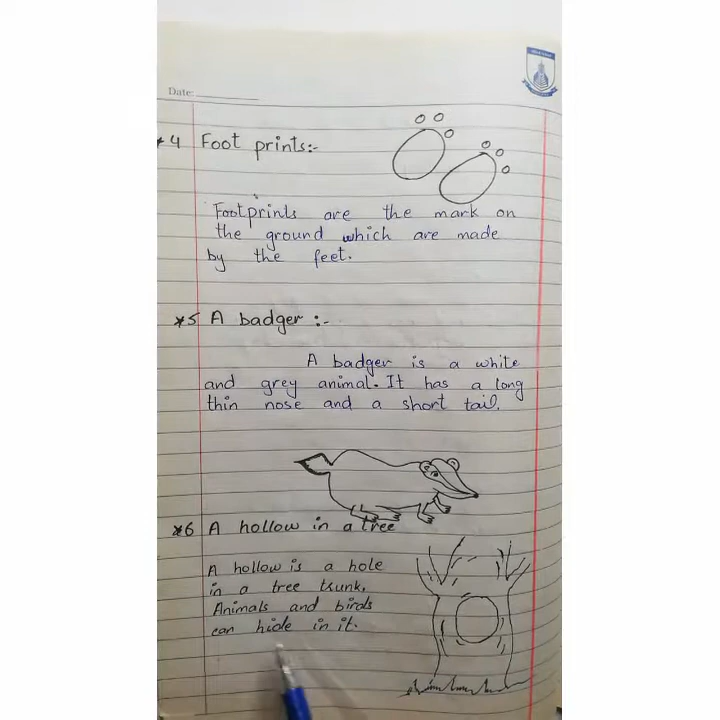 Date:
*4 Foot prints:-
Footprints are the mark on
the ground which are made
by the feet.
*5 A badger :-
A badger is a white
and grey animal. It has a long
thin nose and a short tail.
*6 A hollow in a tree
A hollow is a hole
in a tree trunk.
Animals and birds
can hide in it.